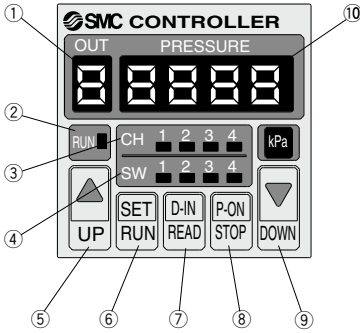 ① SMC CONTROLLER ⑩
OUT PRESSURE
8 8888
② RUN CH 1 2 3 4 kPa
③
④ SW 1 2 3 4
SET D-IN P-ON
UP RUN READ STOP DOWN
⑤ ⑥ ⑦ ⑧ ⑨